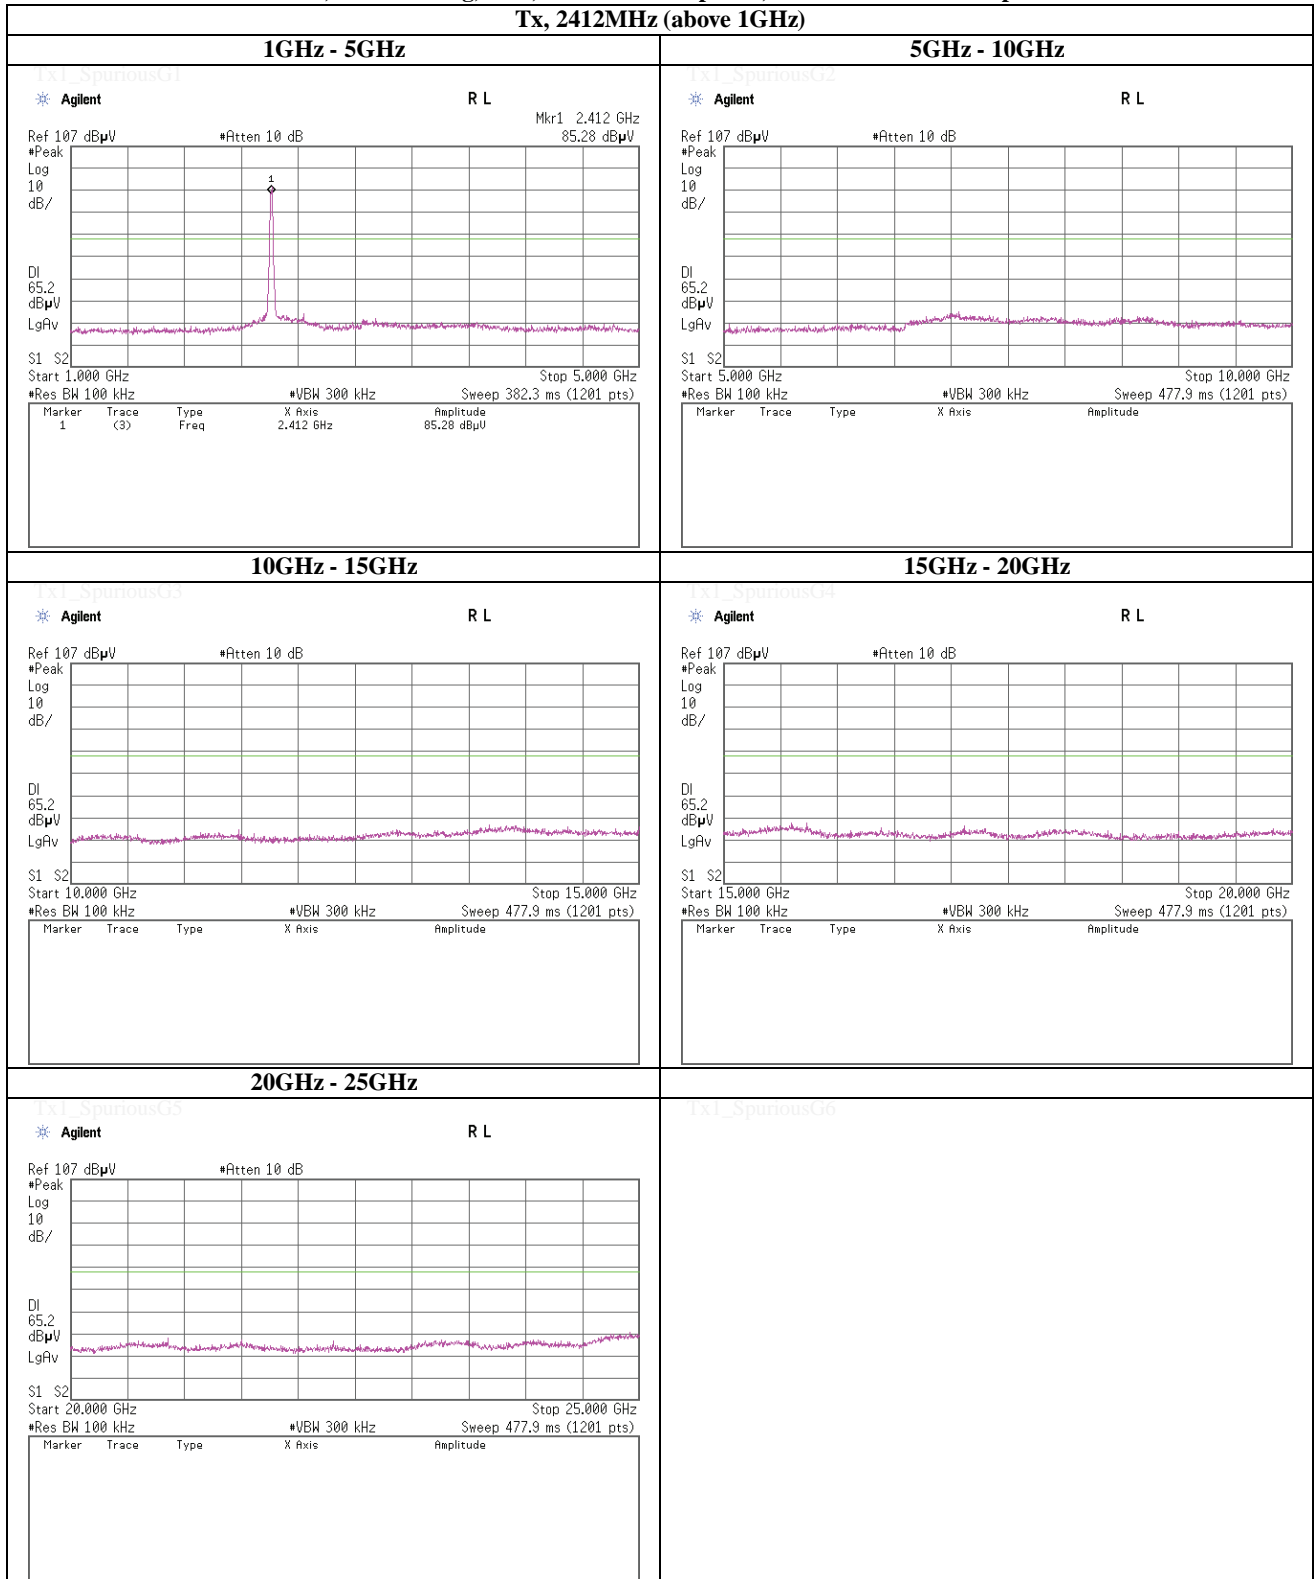 Tx, 2412MHz (above 1GHz)
1GHz - 5GHz
Tx1_SpuriousG1
Agilent
R L
Mkr1 2.412 GHz
Ref 107 dBµV #Atten 10 dB 85.28 dBµV
#Peak
Log
10
dB/
1
DI
65.2
dBµV
LgAv
S1 S2
Start 1.000 GHz Stop 5.000 GHz
#Res BW 100 kHz #VBW 300 kHz Sweep 382.3 ms (1201 pts)
Marker Trace Type X Axis Amplitude
1 (3) Freq 2.412 GHz 85.28 dBµV
5GHz - 10GHz
Tx1_SpuriousG2
Agilent
R L
Ref 107 dBµV #Atten 10 dB
#Peak
Log
10
dB/
DI
65.2
dBµV
LgAv
S1 S2
Start 5.000 GHz Stop 10.000 GHz
#Res BW 100 kHz #VBW 300 kHz Sweep 477.9 ms (1201 pts)
Marker Trace Type X Axis Amplitude
10GHz - 15GHz
Tx1_SpuriousG3
Agilent
R L
Ref 107 dBµV #Atten 10 dB
#Peak
Log
10
dB/
DI
65.2
dBµV
LgAv
S1 S2
Start 10.000 GHz Stop 15.000 GHz
#Res BW 100 kHz #VBW 300 kHz Sweep 477.9 ms (1201 pts)
Marker Trace Type X Axis Amplitude
15GHz - 20GHz
Tx1_SpuriousG4
Agilent
R L
Ref 107 dBµV #Atten 10 dB
#Peak
Log
10
dB/
DI
65.2
dBµV
LgAv
S1 S2
Start 15.000 GHz Stop 20.000 GHz
#Res BW 100 kHz #VBW 300 kHz Sweep 477.9 ms (1201 pts)
Marker Trace Type X Axis Amplitude
20GHz - 25GHz
Tx1_SpuriousG5
Agilent
R L
Ref 107 dBµV #Atten 10 dB
#Peak
Log
10
dB/
DI
65.2
dBµV
LgAv
S1 S2
Start 20.000 GHz Stop 25.000 GHz
#Res BW 100 kHz #VBW 300 kHz Sweep 477.9 ms (1201 pts)
Marker Trace Type X Axis Amplitude
Tx1_SpuriousG6